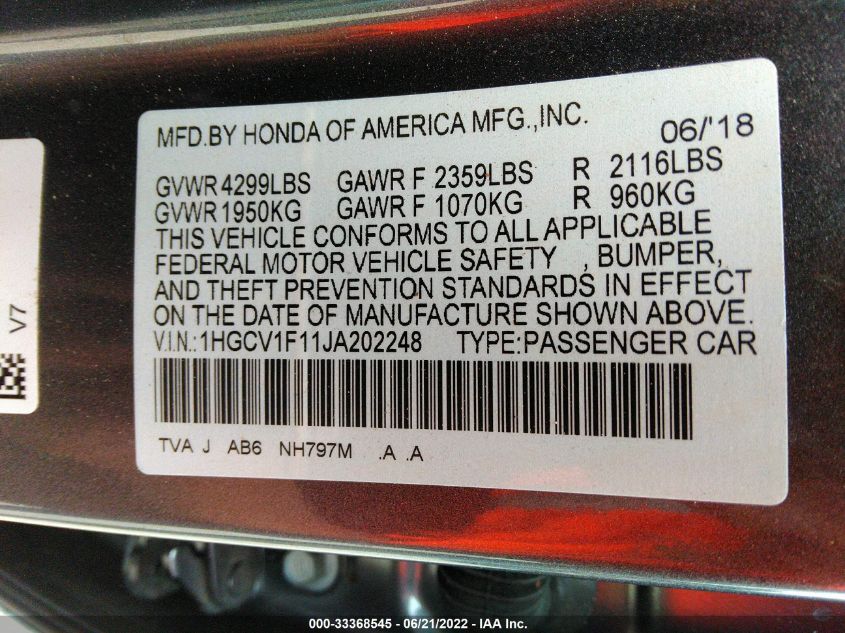 MFD.BY HONDA OF AMERICA MFG.,INC. 06/'18
GVWR 4299LBS GAWR F 2359LBS R 2116LBS
GVWR 1950KG GAWR F 1070KG R 960KG
THIS VEHICLE CONFORMS TO ALL APPLICABLE
FEDERAL MOTOR VEHICLE SAFETY , BUMPER,
AND THEFT PREVENTION STANDARDS IN EFFECT
ON THE DATE OF MANUFACTURE SHOWN ABOVE.
V.I.N.:1HGCV1F11JA202248 TYPE:PASSENGER CAR
TVA J AB6 NH797M .A .A
V7
000-33368545 - 06/21/2022 - IAA Inc.